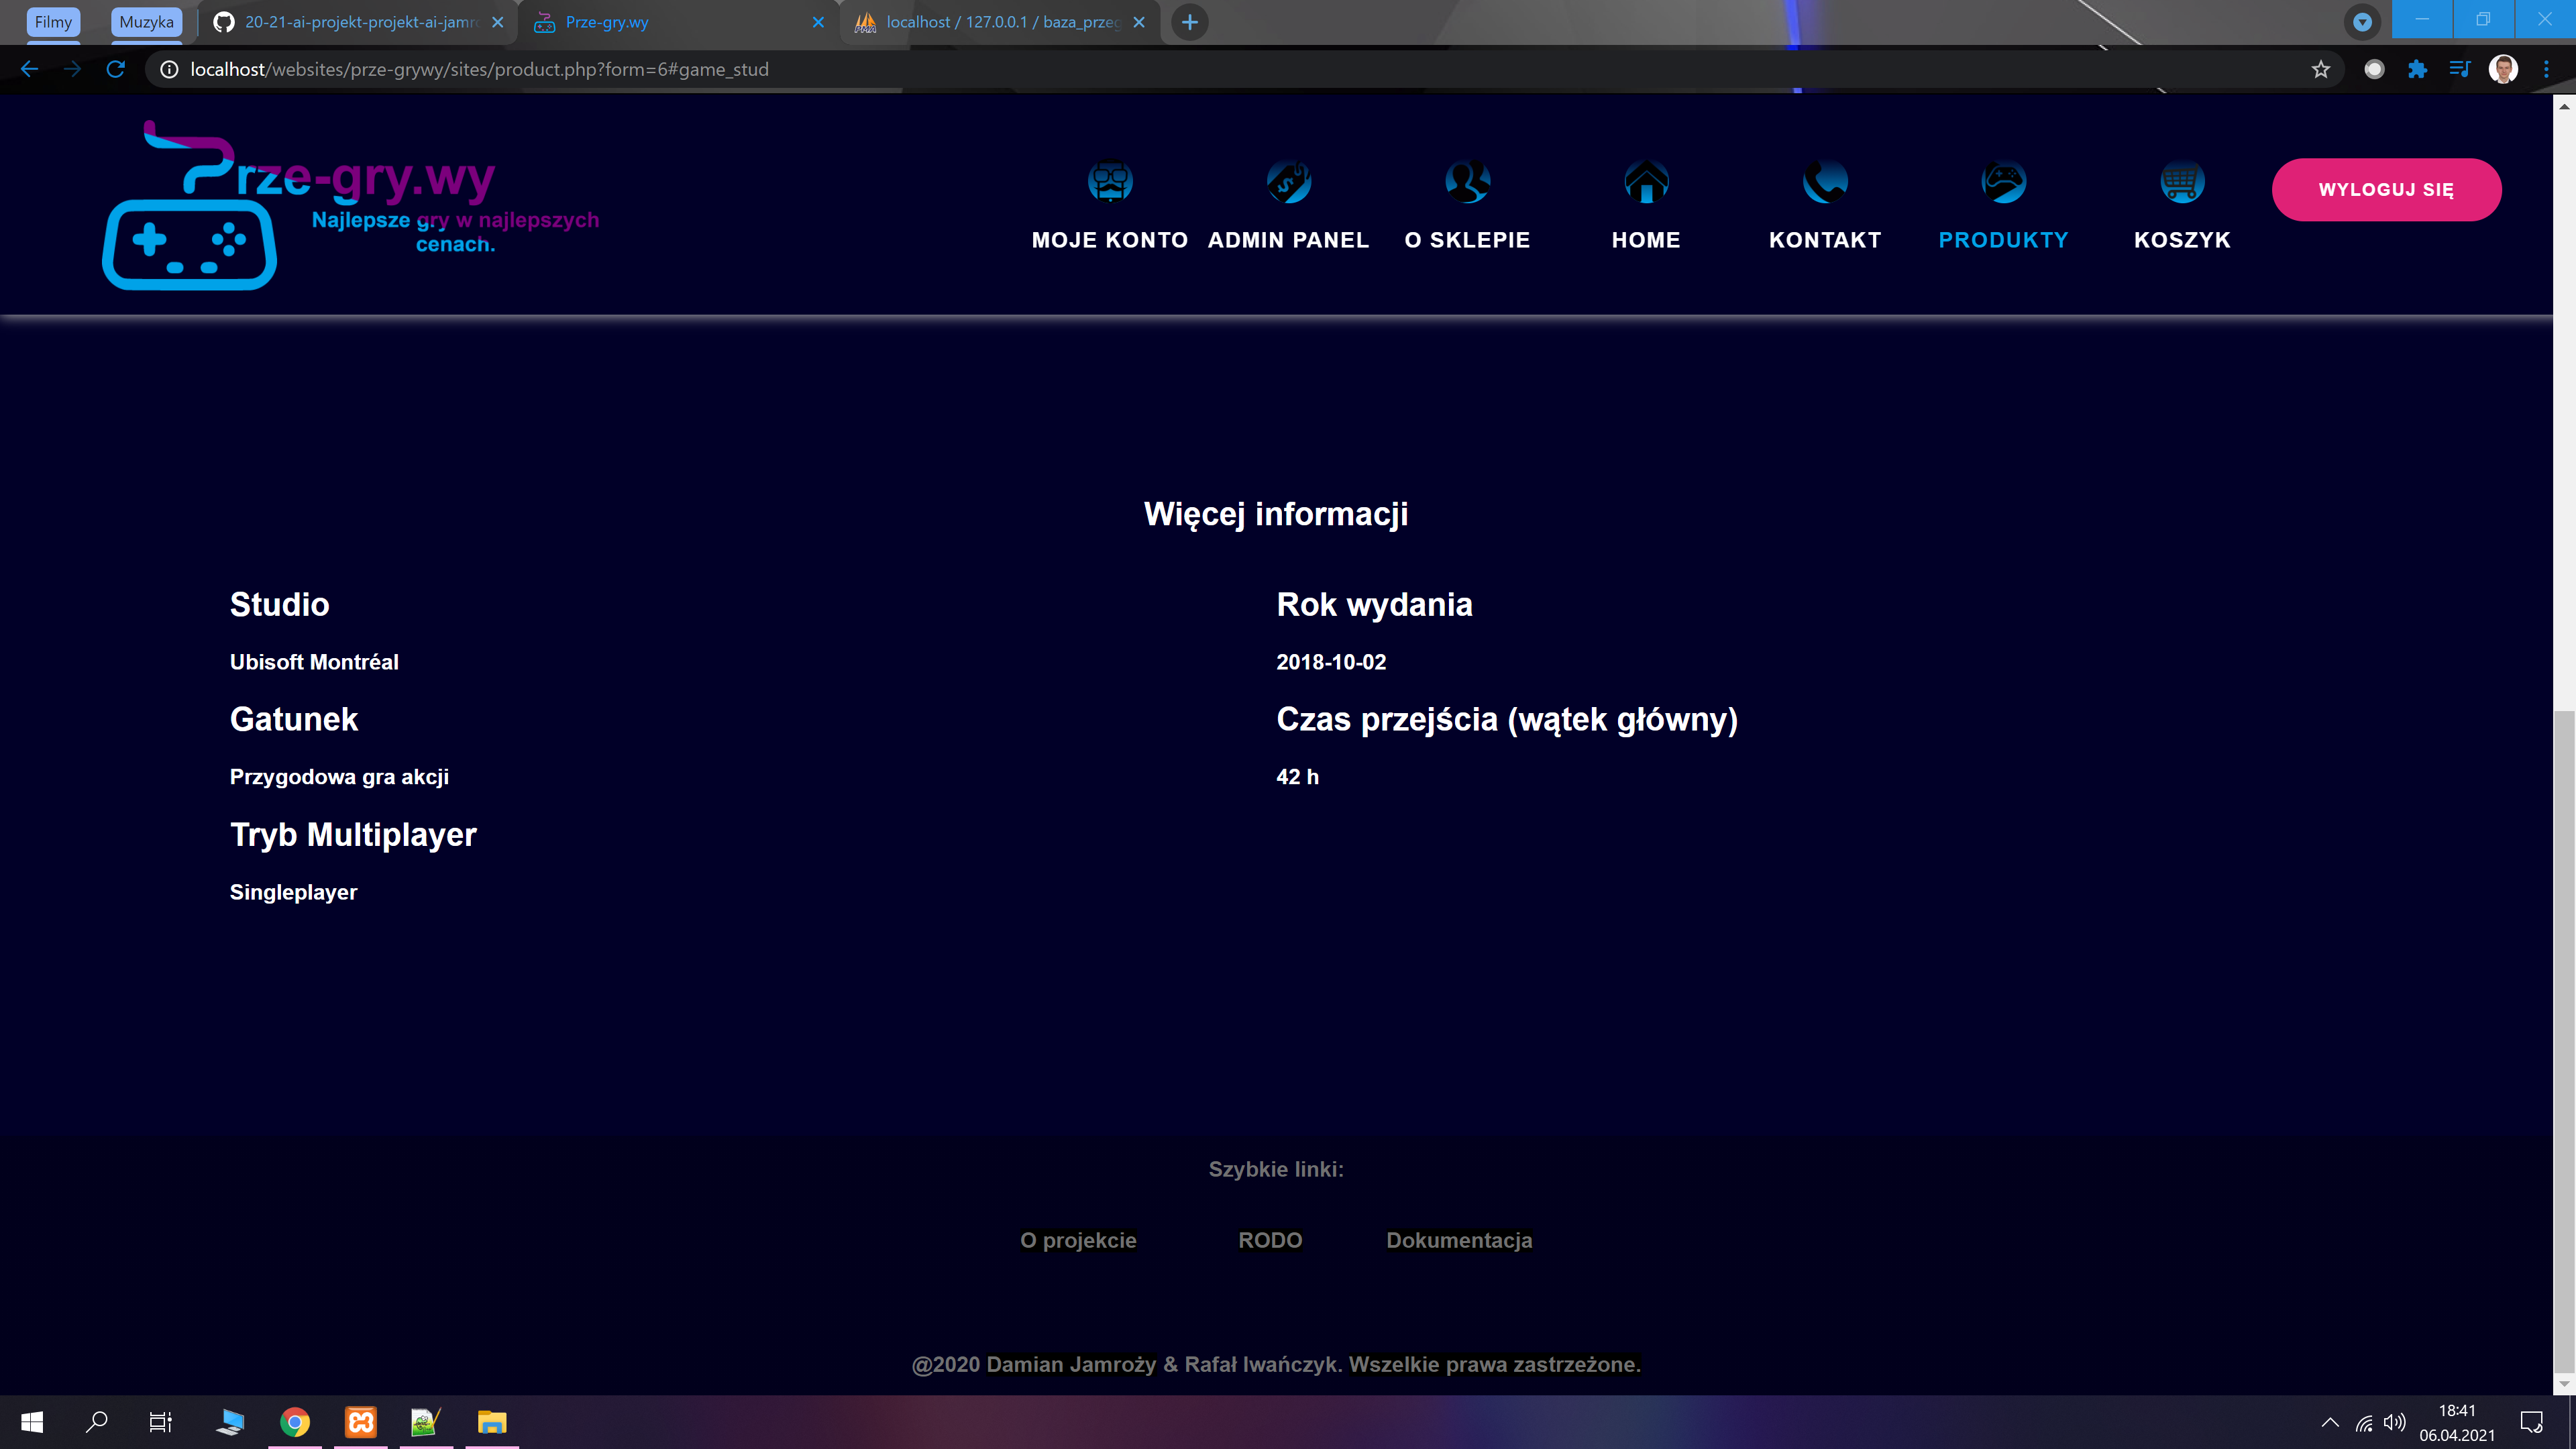 Filmy Muzyka 20-21-ai-projekt-projekt-ai-jamro Prze-gry.wy localhost / 127.0.0.1 / baza_przeg
localhost/websites/prze-grywy/sites/product.php?form=6#game_stud
Prze-gry.wy
Najlepsze gry w najlepszych
cenach.
MOJE KONTO ADMIN PANEL O SKLEPIE HOME KONTAKT PRODUKTY KOSZYK
WYLOGUJ SIĘ
Więcej informacji
Studio
Ubisoft Montréal
Gatunek
Przygodowa gra akcji
Tryb Multiplayer
Singleplayer
Rok wydania
2018-10-02
Czas przejścia (wątek główny)
42 h
Szybkie linki:
O projekcie RODO Dokumentacja
@2020 Damian Jamroży & Rafał Iwańczyk. Wszelkie prawa zastrzeżone.
18:41
06.04.2021